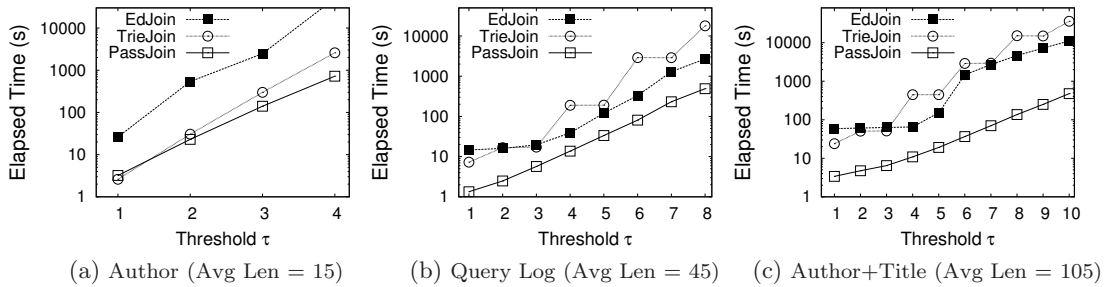 Elapsed Time (s)
10000
1000
100
10
1
EdJoin
TrieJoin
PassJoin
1 2 3 4
Threshold τ
(a) Author (Avg Len = 15)
Elapsed Time (s)
10000
1000
100
10
1
EdJoin
TrieJoin
PassJoin
1 2 3 4 5 6 7 8
Threshold τ
(b) Query Log (Avg Len = 45)
Elapsed Time (s)
10000
1000
100
10
1
EdJoin
TrieJoin
PassJoin
1 2 3 4 5 6 7 8 9 10
Threshold τ
(c) Author+Title (Avg Len = 105)